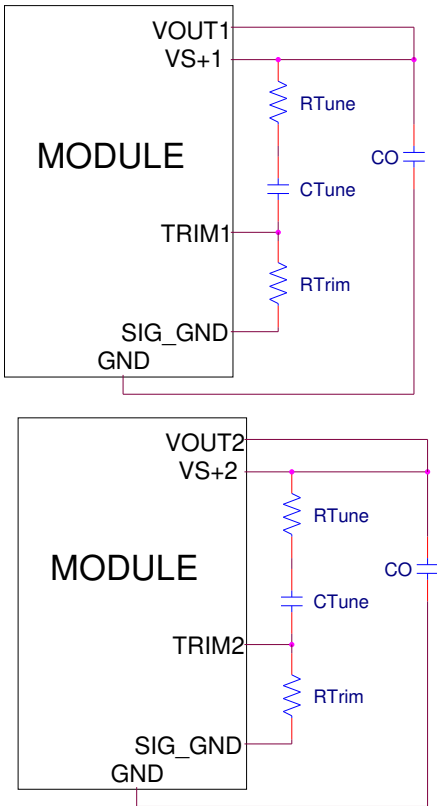 VOUT1
VS+1
RTune
MODULE
CO
CTune
TRIM1
RTrim
SIG_GND
GND
VOUT2
VS+2
RTune
MODULE
CO
CTune
TRIM2
RTrim
SIG_GND
GND